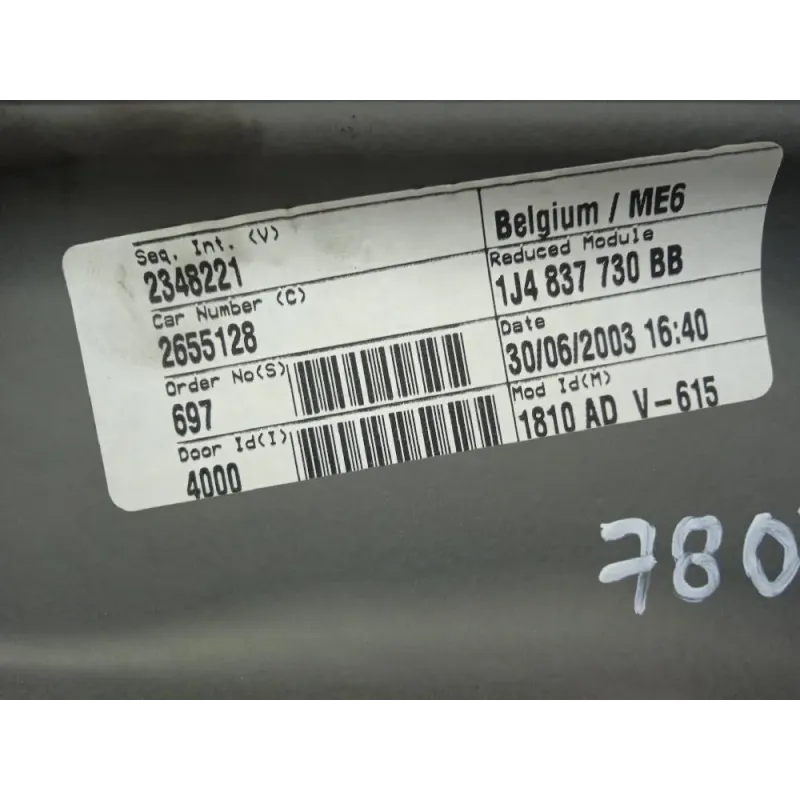 Seq. Int. (V)
2348221
Car Number (C)
2655128
Order No(S)
697
Door Id(I)
4000
Belgium / ME6
Reduced Module
1J4 837 730 BB
Date
30/06/2003 16:40
Mod Id(M)
1810 AD V-615
780